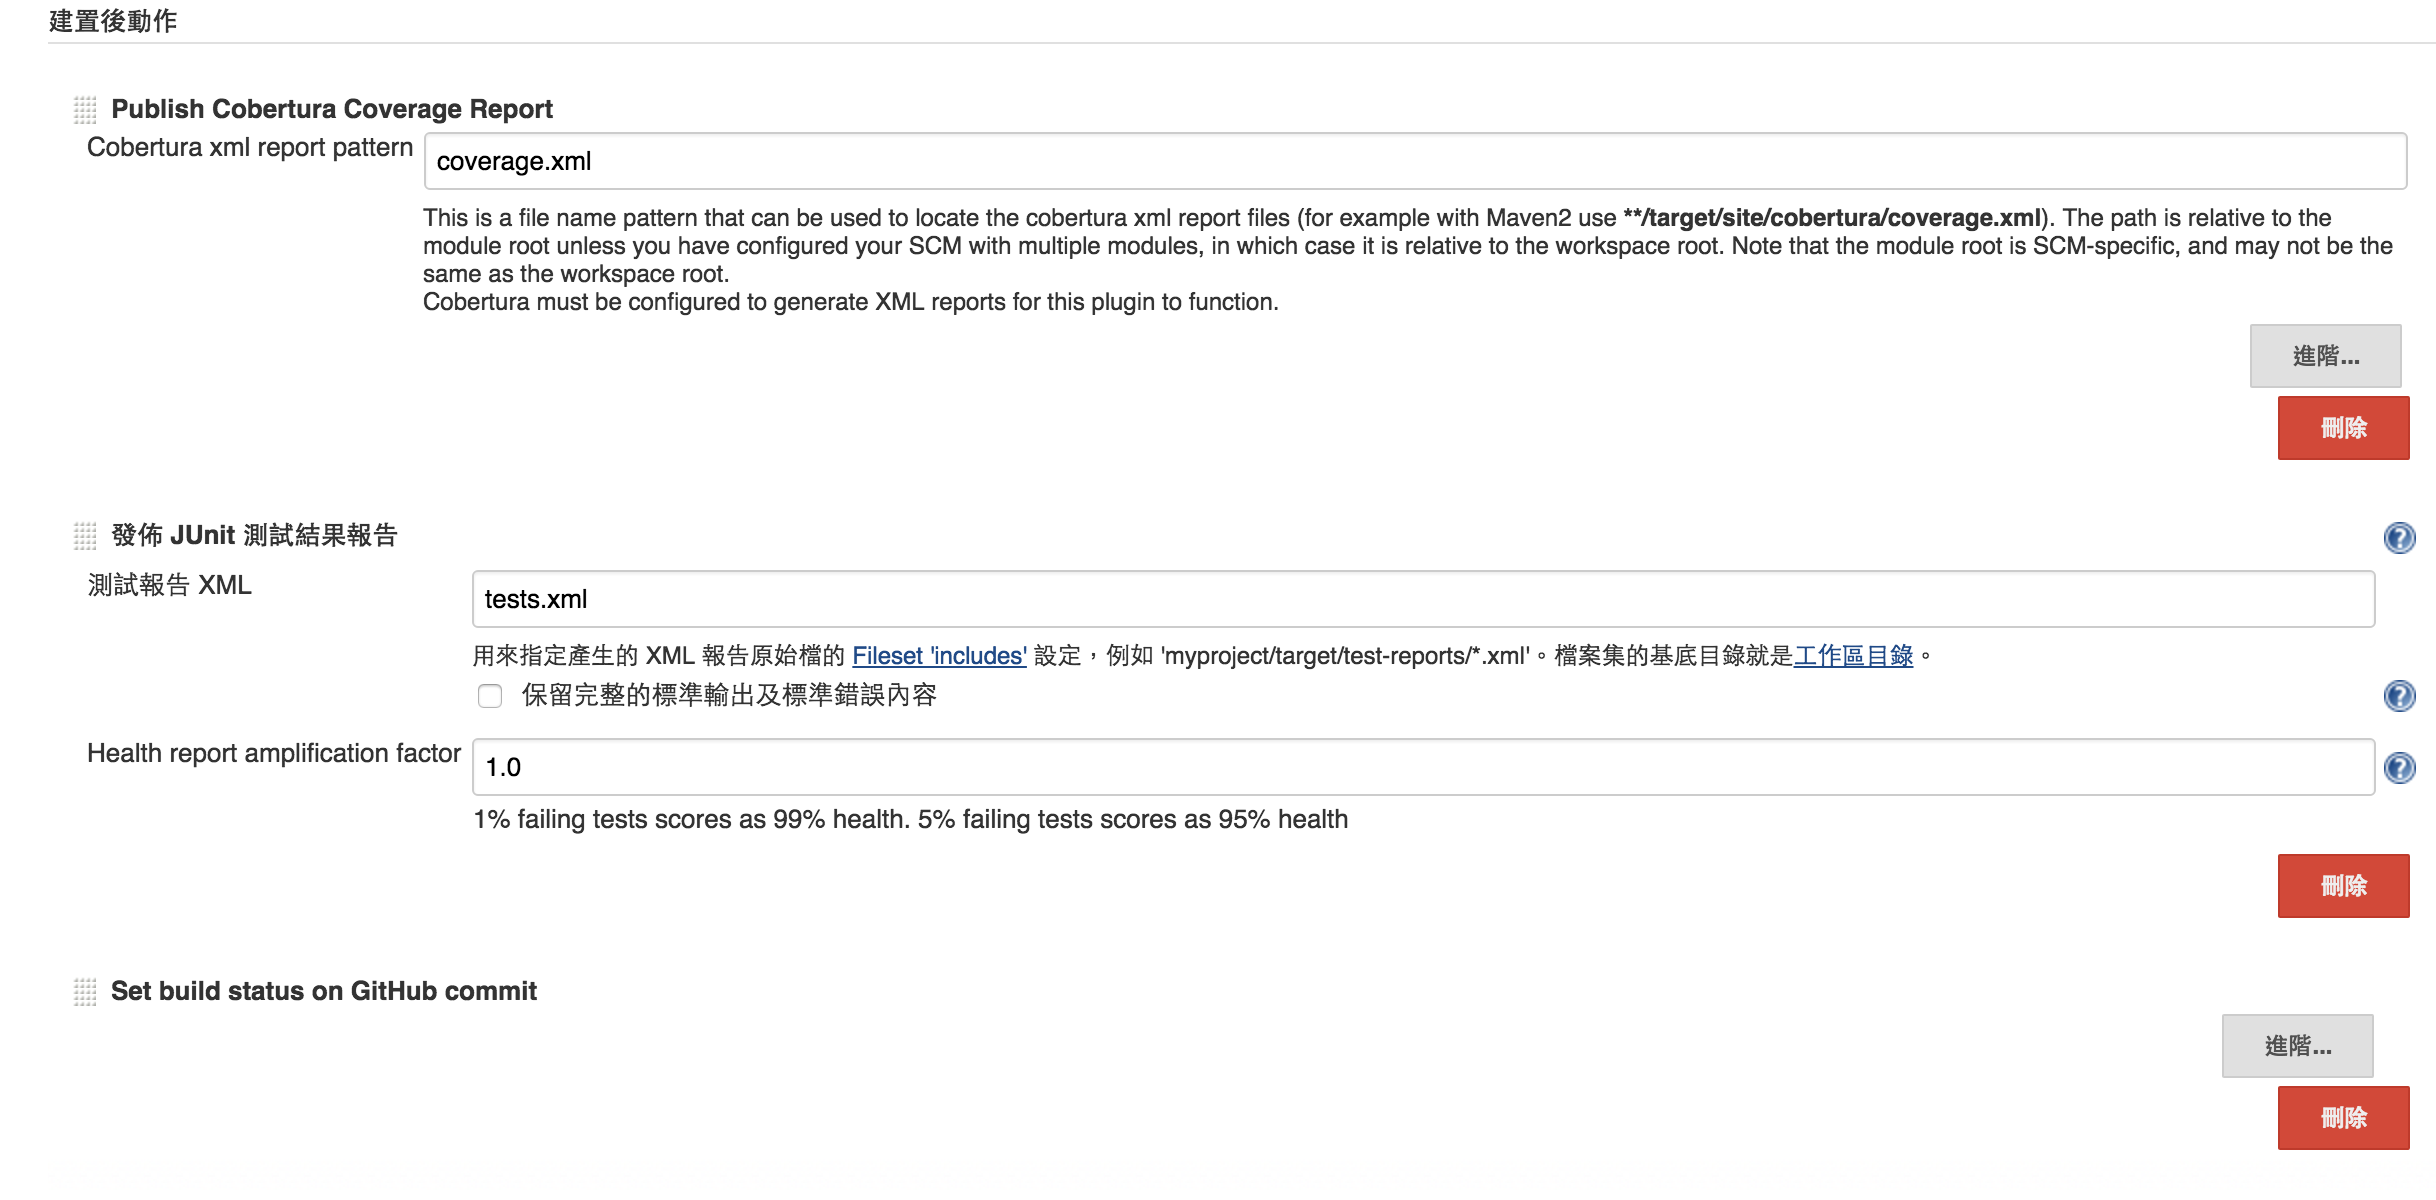 建置後動作
Publish Cobertura Coverage Report
Cobertura xml report pattern
coverage.xml
This is a file name pattern that can be used to locate the cobertura xml report files (for example with Maven2 use **/target/site/cobertura/coverage.xml). The path is relative to the
module root unless you have configured your SCM with multiple modules, in which case it is relative to the workspace root. Note that the module root is SCM-specific, and may not be the
same as the workspace root.
Cobertura must be configured to generate XML reports for this plugin to function.
進階...
刪除
發佈 JUnit 測試結果報告
測試報告 XML
tests.xml
用來指定產生的 XML 報告原始檔的 Fileset 'includes' 設定，例如 'myproject/target/test-reports/*.xml'。檔案集的基底目錄就是工作區目錄。
保留完整的標準輸出及標準錯誤內容
Health report amplification factor
1.0
1% failing tests scores as 99% health. 5% failing tests scores as 95% health
刪除
Set build status on GitHub commit
進階...
刪除